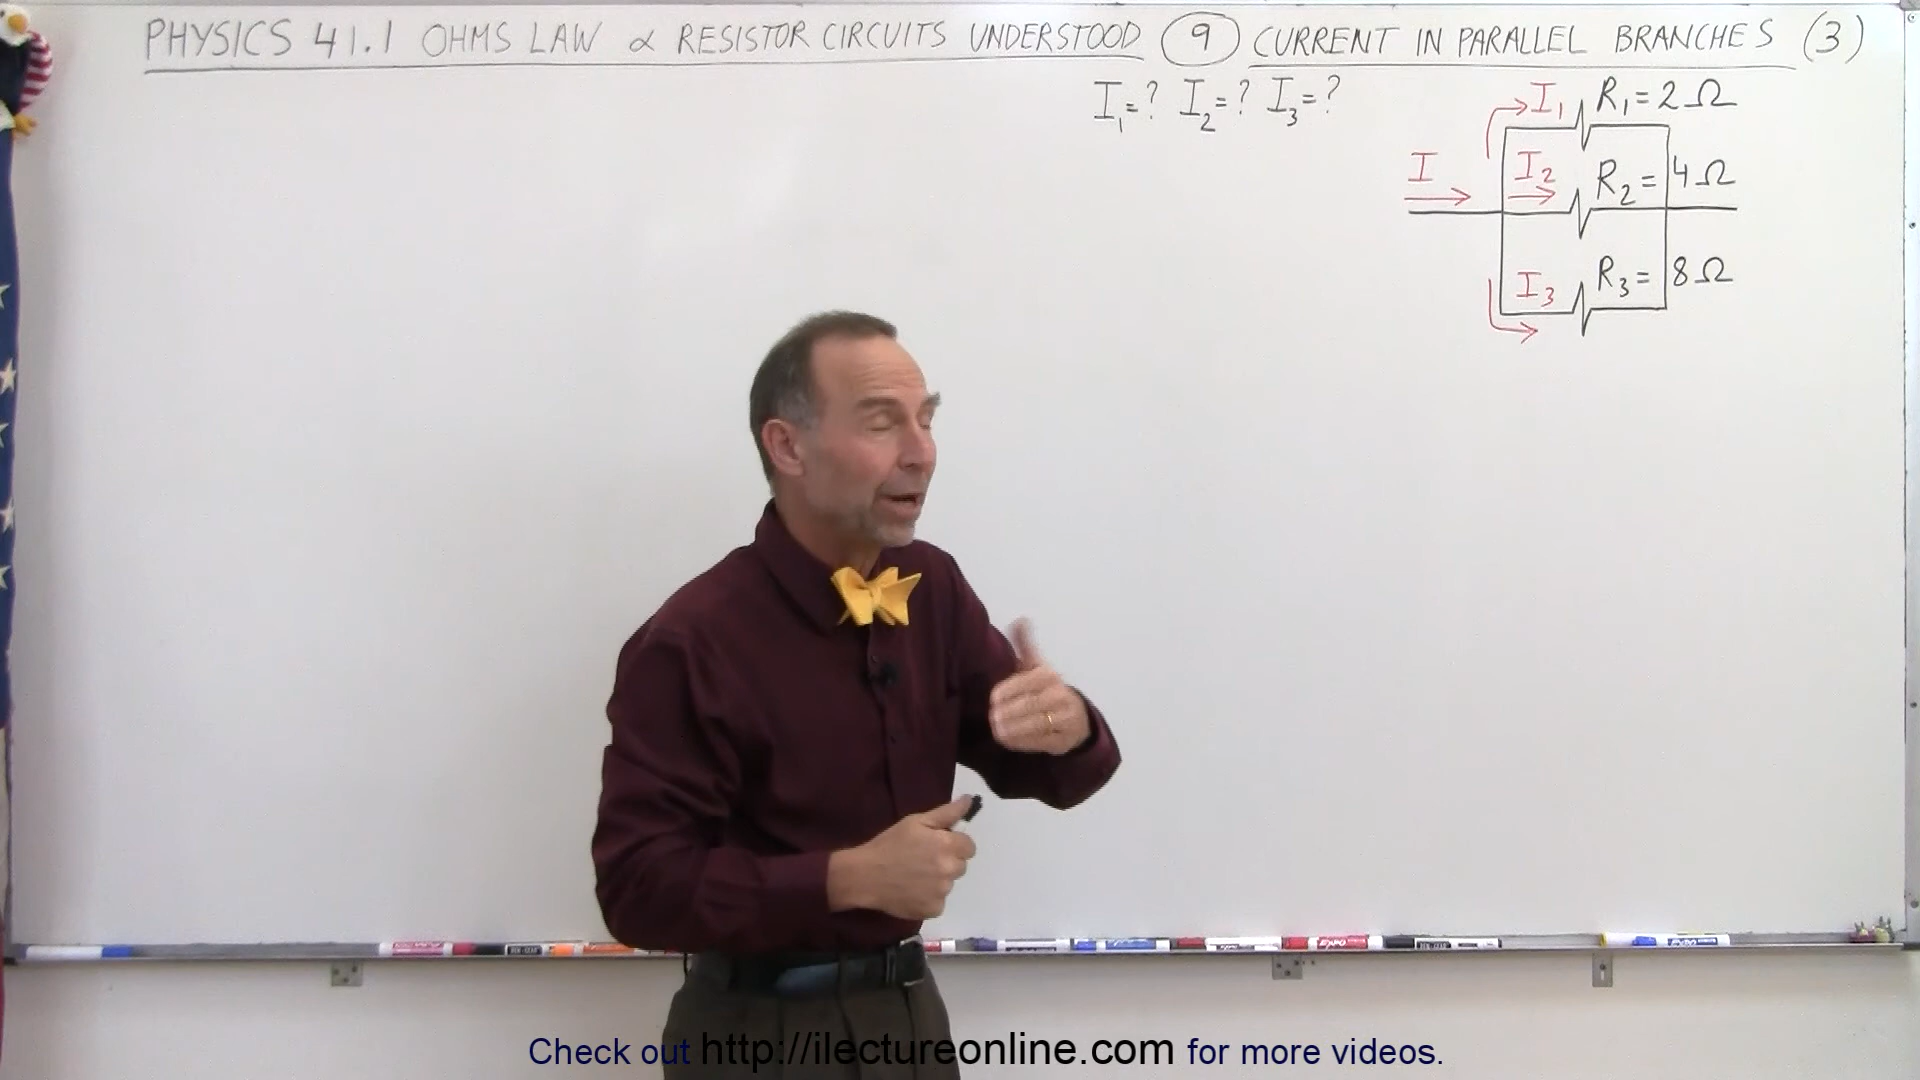 PHYSICS 41.1 OHMS LAW & RESISTOR CIRCUITS UNDERSTOOD 9 CURRENT IN PARALLEL BRANCHES (3)
I₁=? I₂=? I₃=?
I₁ R₁=2Ω
I I₂ R₂=4Ω
I₃ R₃=8Ω
EXPO
Check out http://ilectureonline.com for more videos.